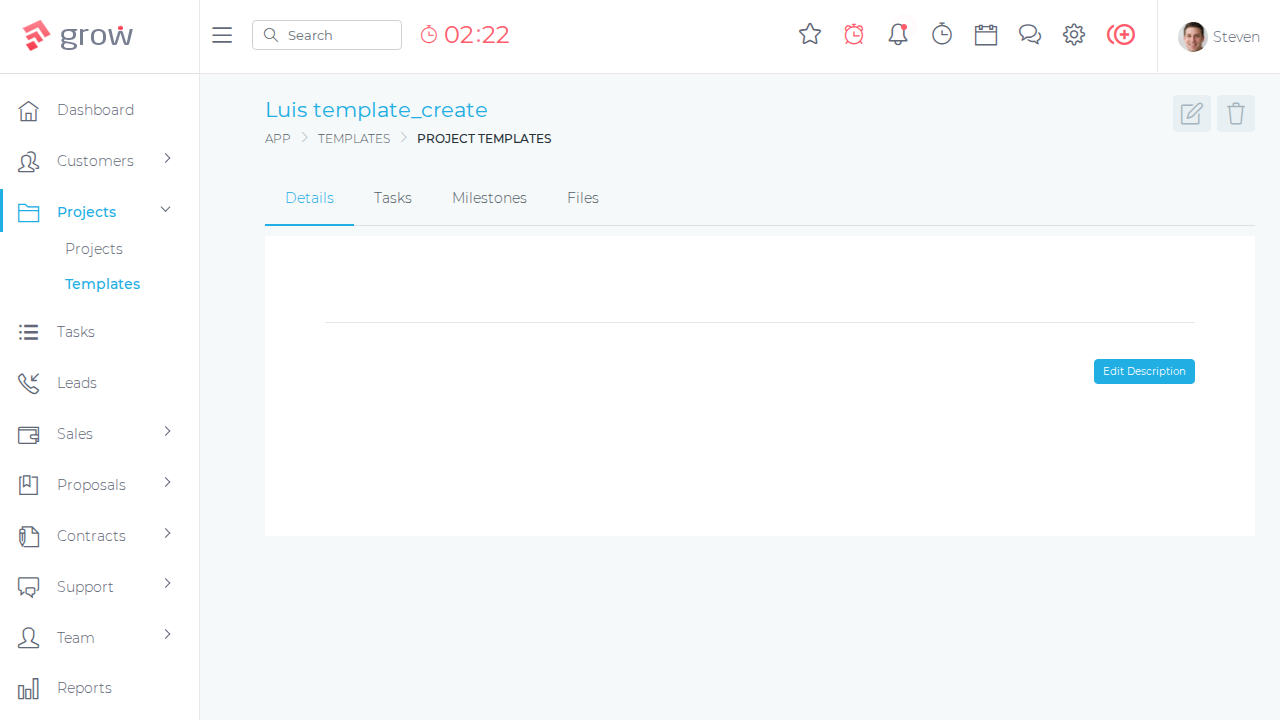 grow
Search
02:22
Steven
Dashboard
Customers
Projects
Projects
Templates
Tasks
Leads
Sales
Proposals
Contracts
Support
Team
Reports
Luis template_create
APP
TEMPLATES
PROJECT TEMPLATES
Details
Tasks
Milestones
Files
Edit Description